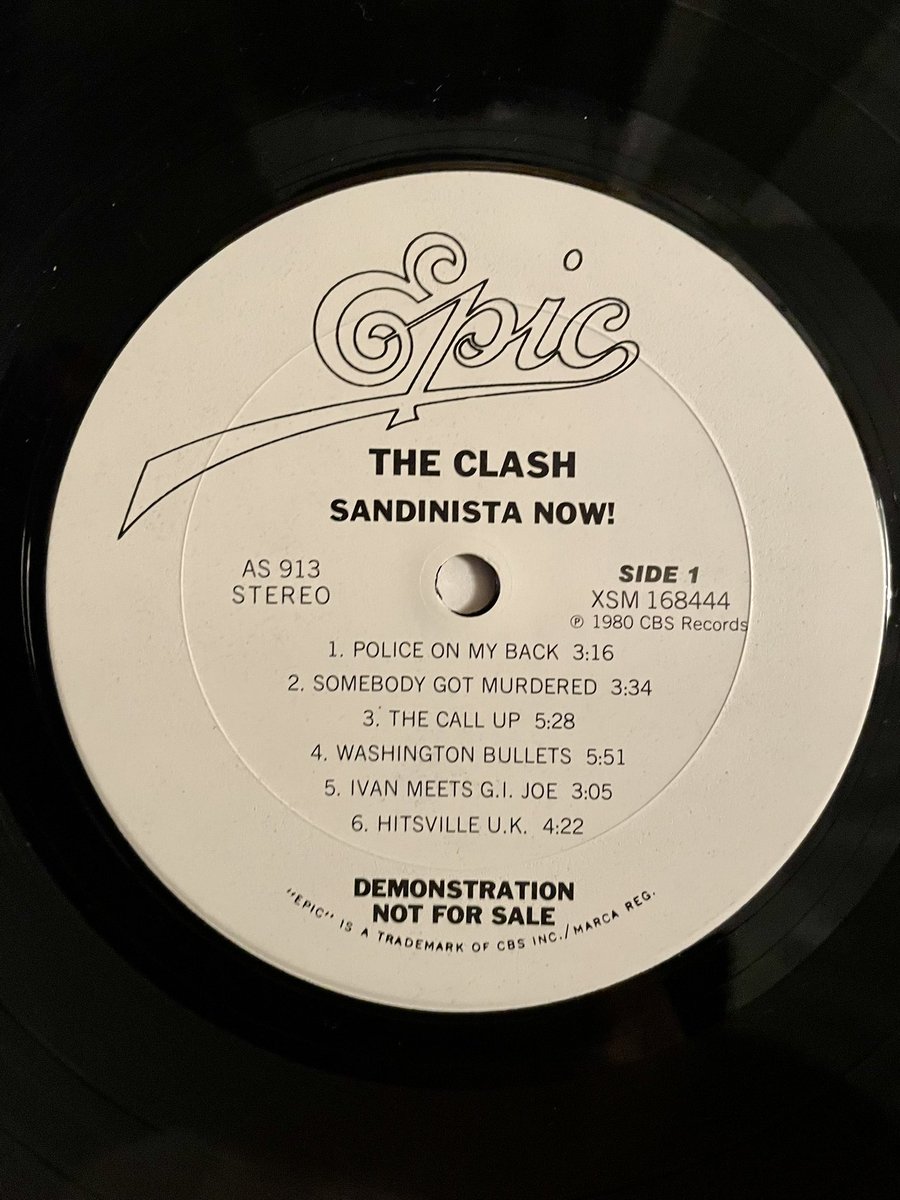 Epic
THE CLASH
SANDINISTA NOW!
AS 913
STEREO
SIDE 1
XSM 168444
℗ 1980 CBS Records
1. POLICE ON MY BACK 3:16
2. SOMEBODY GOT MURDERED 3:34
3. THE CALL UP 5:28
4. WASHINGTON BULLETS 5:51
5. IVAN MEETS G.I. JOE 3:05
6. HITSVILLE U.K. 4:22
DEMONSTRATION
NOT FOR SALE
"EPIC" IS A TRADEMARK OF CBS INC./MARCA REG.